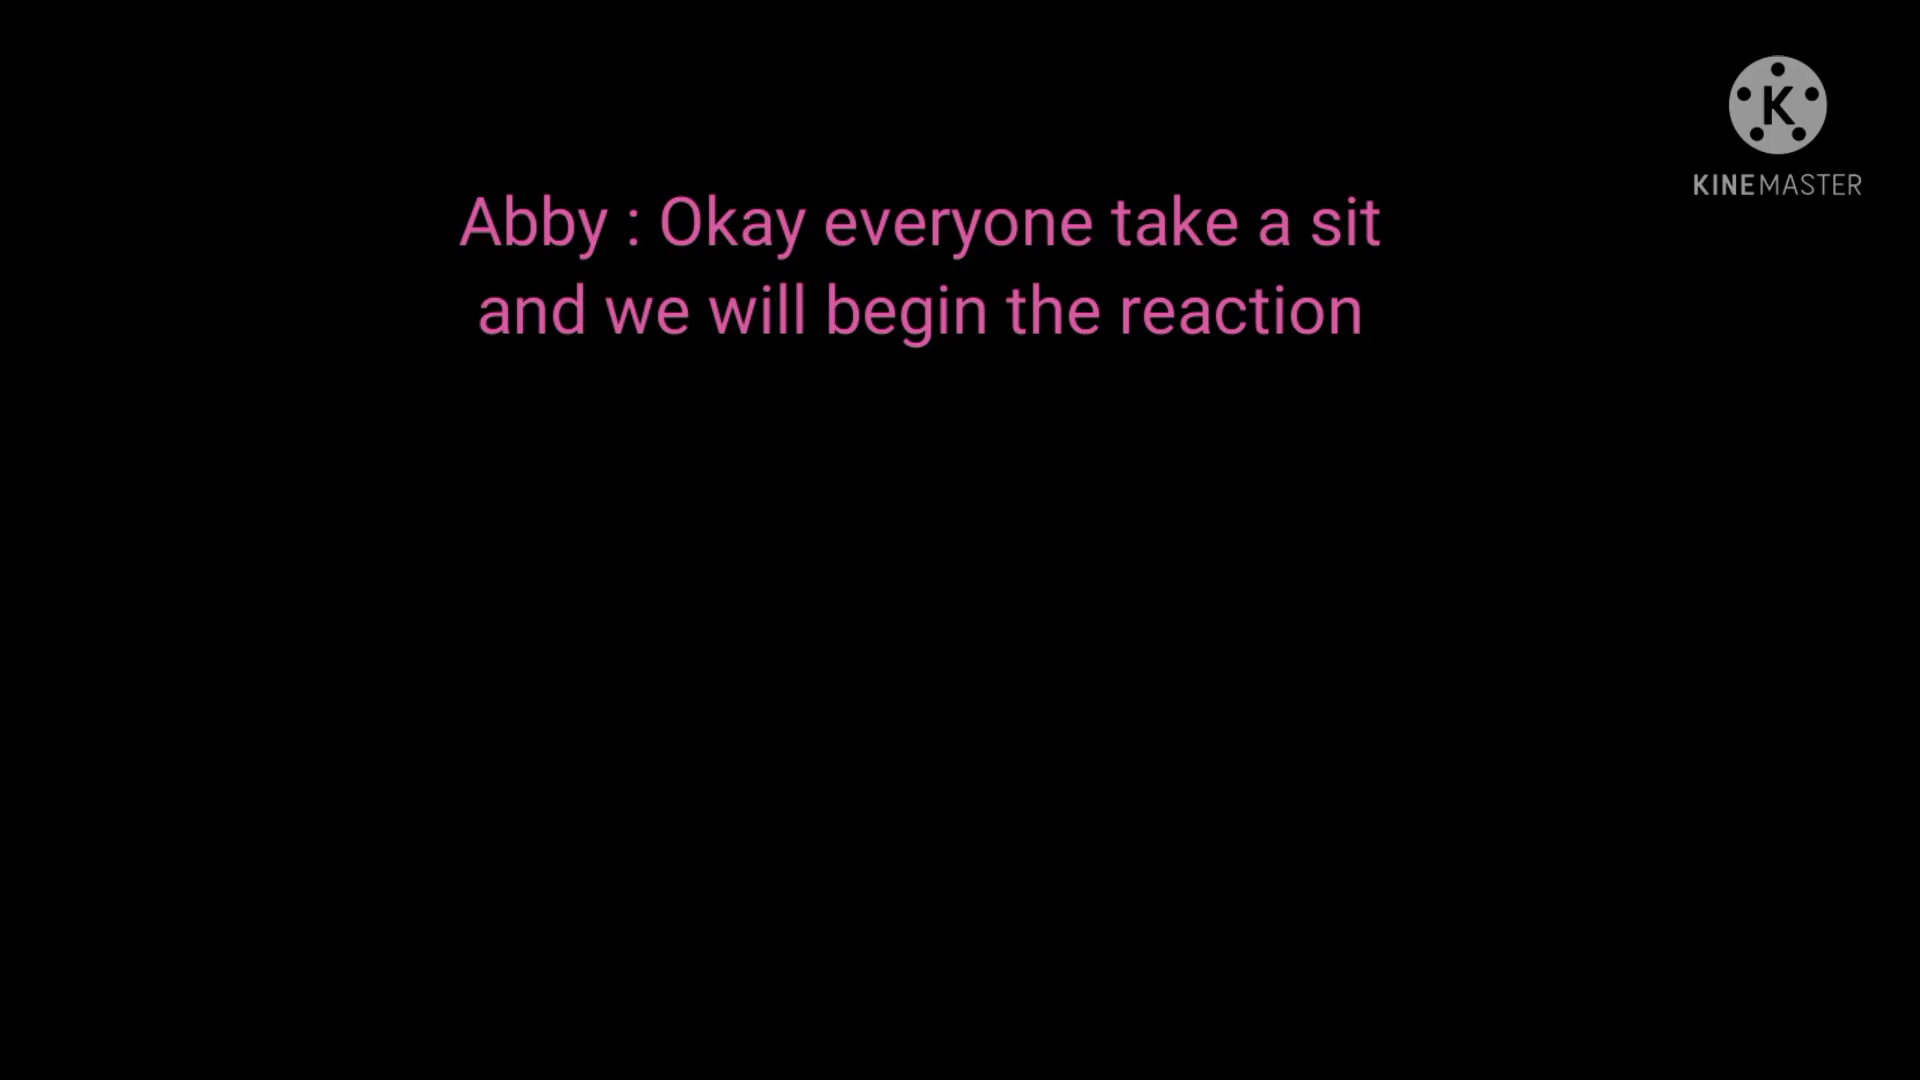 K
KINEMASTER
Abby : Okay everyone take a sit
and we will begin the reaction